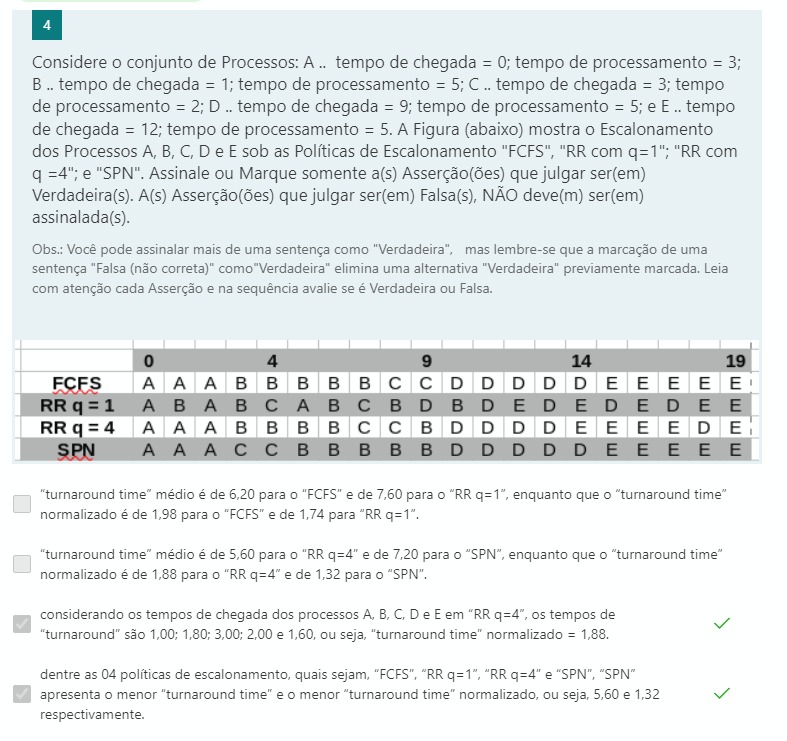 4
Considere o conjunto de Processos: A ..  tempo de chegada = 0; tempo de processamento = 3;
B .. tempo de chegada = 1; tempo de processamento = 5; C .. tempo de chegada = 3; tempo
de processamento = 2; D .. tempo de chegada = 9; tempo de processamento = 5; e E .. tempo
de chegada = 12; tempo de processamento = 5. A Figura (abaixo) mostra o Escalonamento
dos Processos A, B, C, D e E sob as Políticas de Escalonamento "FCFS", "RR com q=1"; "RR com
q =4"; e "SPN". Assinale ou Marque somente a(s) Asserção(ões) que julgar ser(em)
Verdadeira(s). A(s) Asserção(ões) que julgar ser(em) Falsa(s), NÃO deve(m) ser(em)
assinalada(s).
Obs.: Você pode assinalar mais de uma sentença como "Verdadeira",   mas lembre-se que a marcação de uma
sentença "Falsa (não correta)" como"Verdadeira" elimina uma alternativa "Verdadeira" previamente marcada. Leia
com atenção cada Asserção e na sequência avalie se é Verdadeira ou Falsa.
0 4 9 14 19
FCFS A A A B B B B B C C D D D D D E E E E E
RR q = 1 A B A B C A B C B D B D E D E D E D E E
RR q = 4 A A A B B B B C C B D D D D E E E E D E
SPN A A A C C B B B B B D D D D D E E E E E
"turnaround time" médio é de 6,20 para o "FCFS" e de 7,60 para o "RR q=1", enquanto que o "turnaround time"
normalizado é de 1,98 para o "FCFS" e de 1,74 para "RR q=1".
"turnaround time" médio é de 5,60 para o "RR q=4" e de 7,20 para o "SPN", enquanto que o "turnaround time"
normalizado é de 1,88 para o "RR q=4" e de 1,32 para o "SPN".
considerando os tempos de chegada dos processos A, B, C, D e E em "RR q=4", os tempos de
"turnaround" são 1,00; 1,80; 3,00; 2,00 e 1,60, ou seja, "turnaround time" normalizado = 1,88.
dentre as 04 políticas de escalonamento, quais sejam, "FCFS", "RR q=1", "RR q=4" e "SPN", "SPN"
apresenta o menor "turnaround time" e o menor "turnaround time" normalizado, ou seja, 5,60 e 1,32
respectivamente.